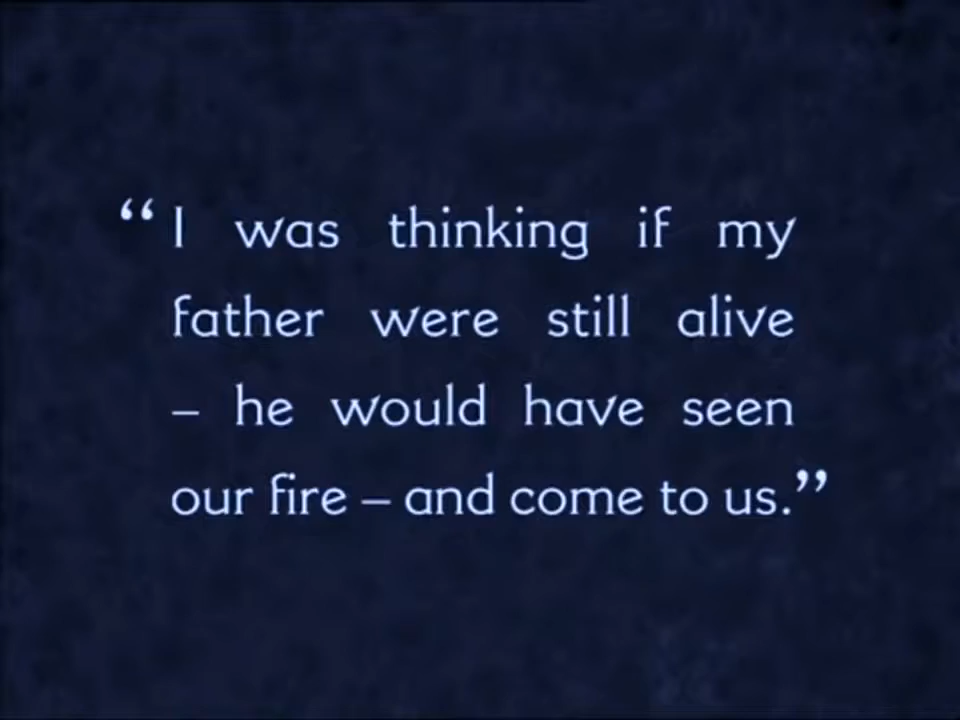 “I was thinking if my
father were still alive
– he would have seen
our fire – and come to us.”